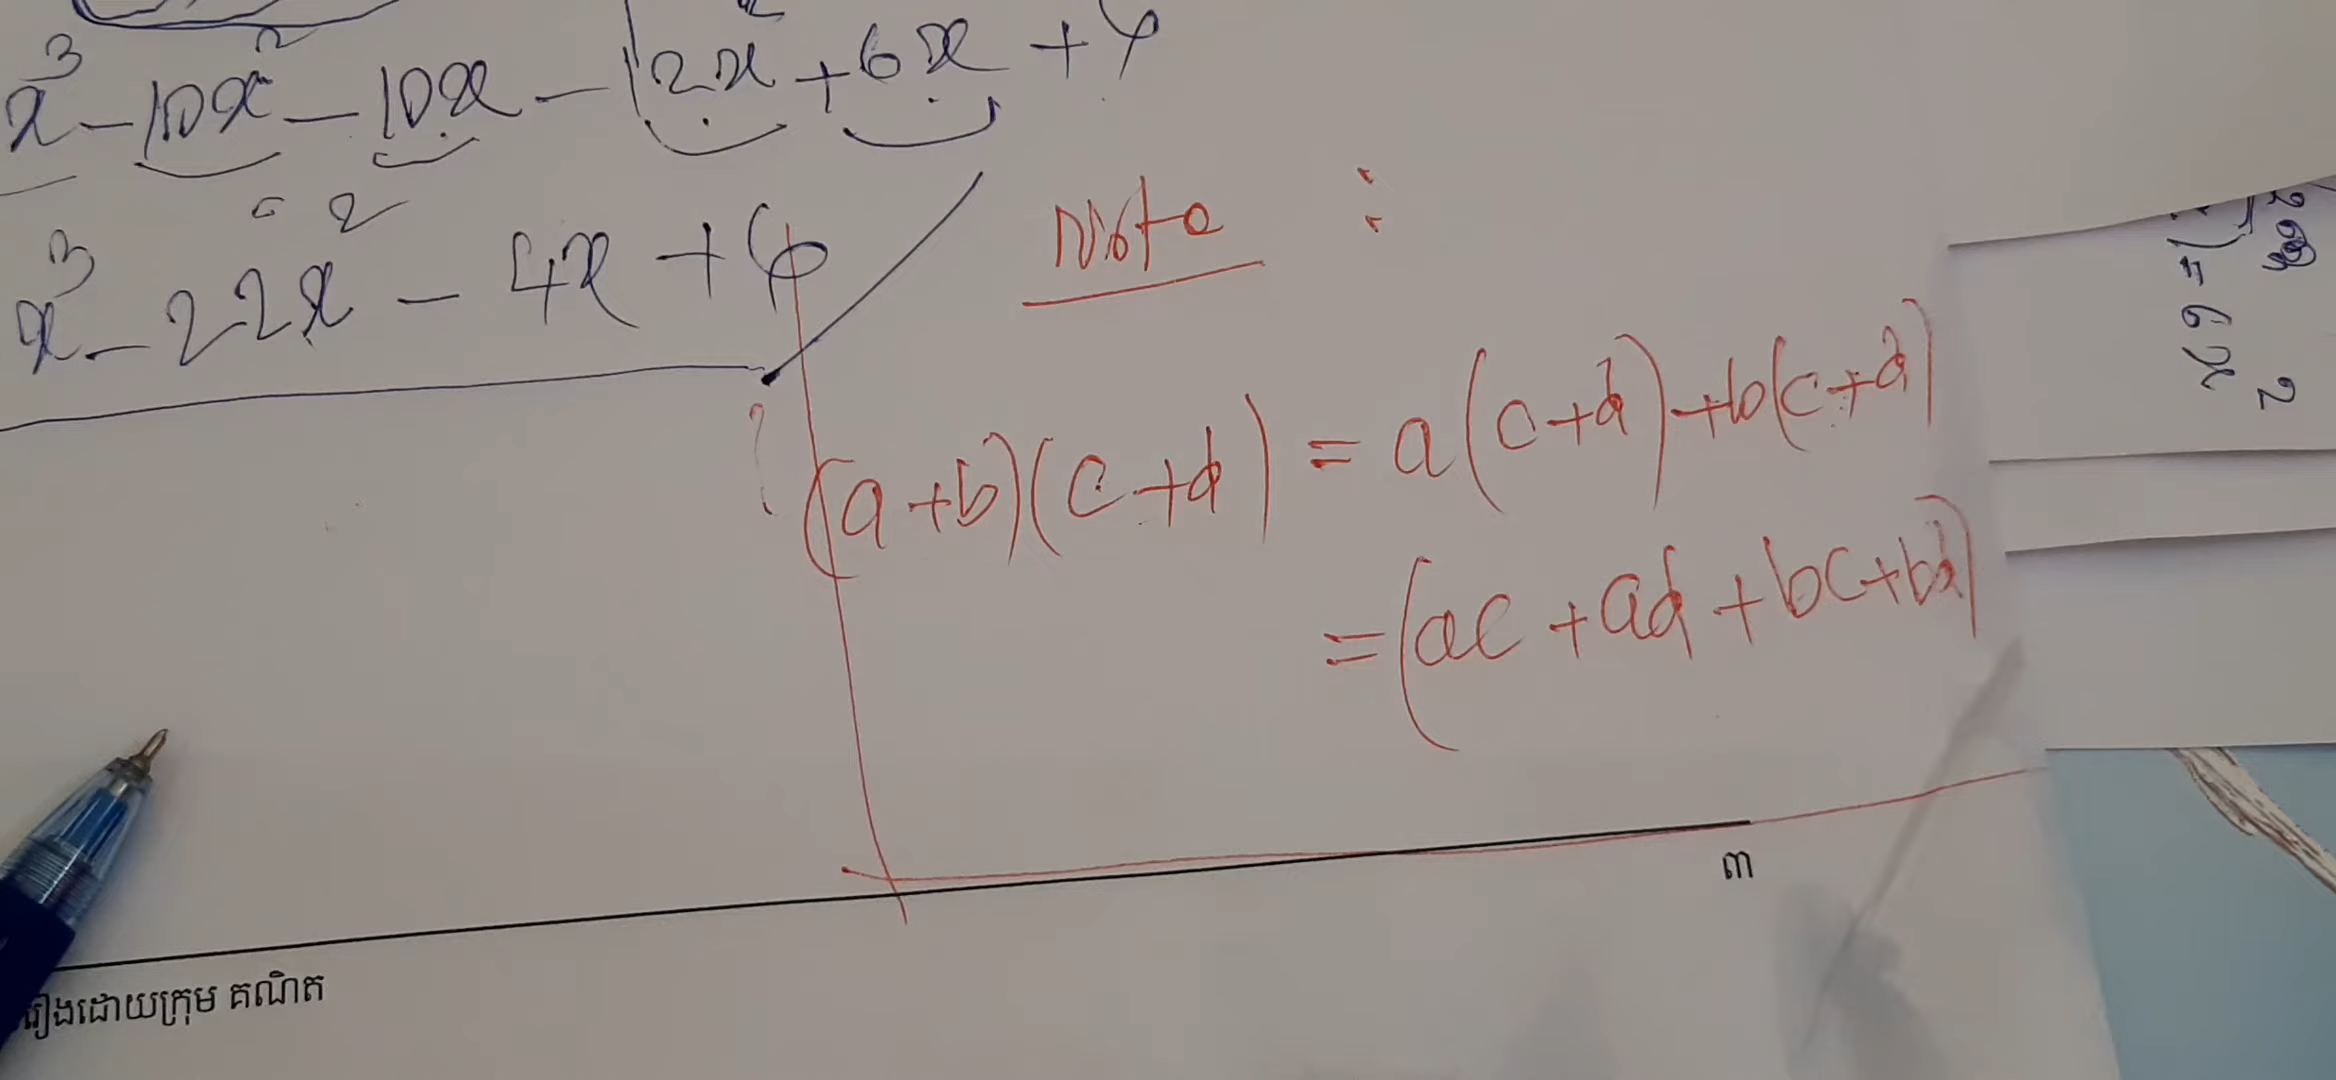 x³ - 10x² - 10x - 12x² + 6x + 4
x³ - 22x² - 4x + 4
Note :
(a+b)(c+d) = a(c+d)+b(c+d)
= (ac + ad + bc+bd)
= 6x²
៣
រៀងដោយក្រុម គណិត